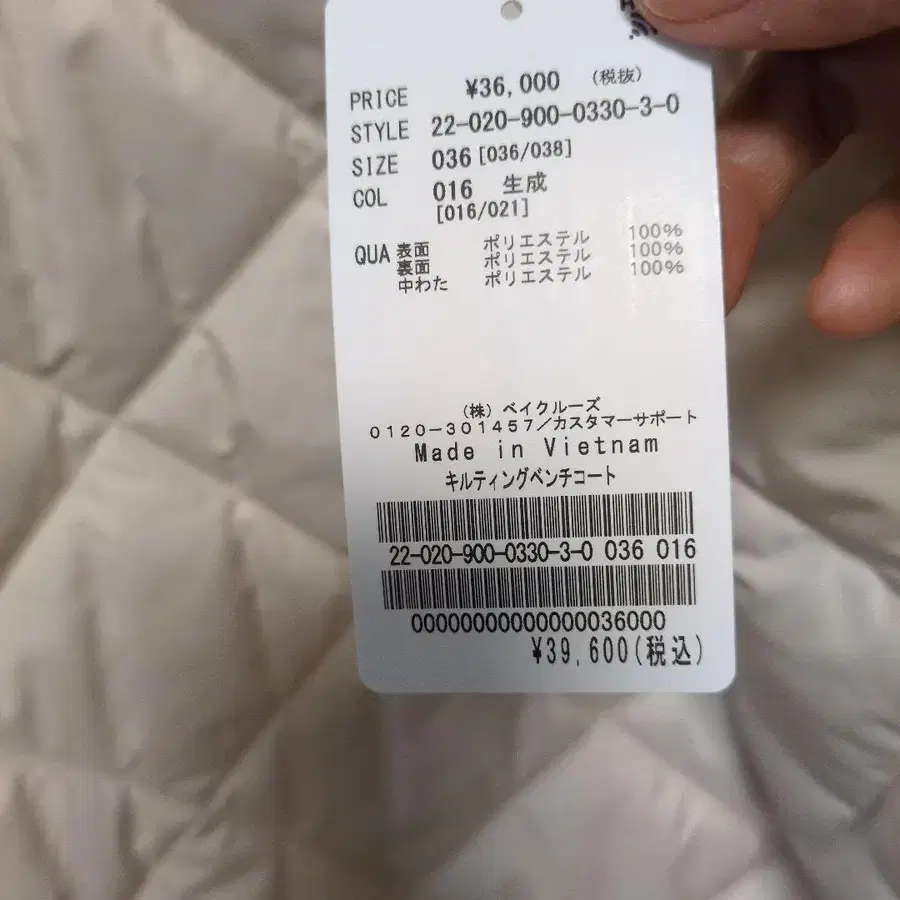 PRICE ¥36,000 (税抜)
STYLE 22-020-900-0330-3-0
SIZE 036 [036/038]
COL 016 生成
[016/021]
QUA 表面 ポリエステル 100%
裏面 ポリエステル 100%
中わた ポリエステル 100%
(株) ベイクルーズ
0120-301457/カスタマーサポート
Made in Vietnam
キルティングベンチコート
22-020-900-0330-3-0 036 016
00000000000000036000
¥39,600(税込)